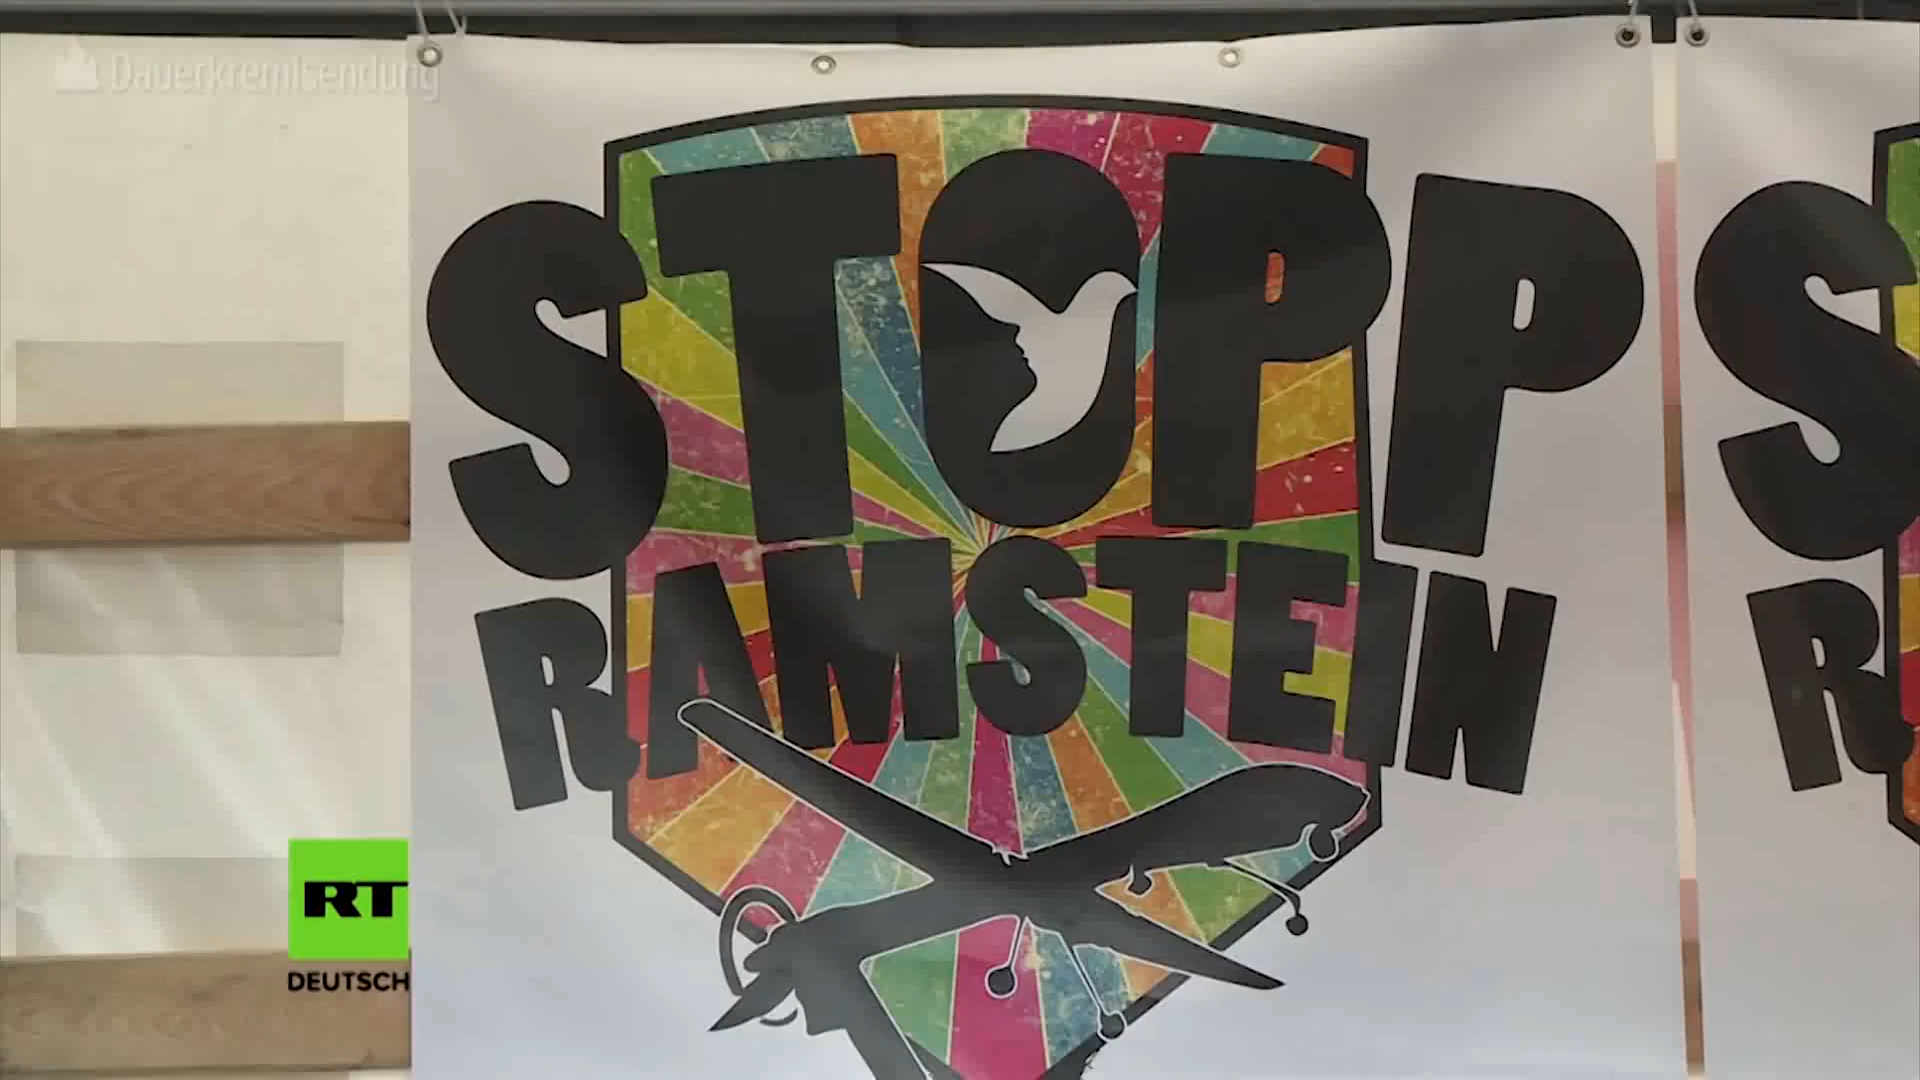 DauerkremlSendung
STOPP
RAMSTEIN
S
R
RT
DEUTSCH